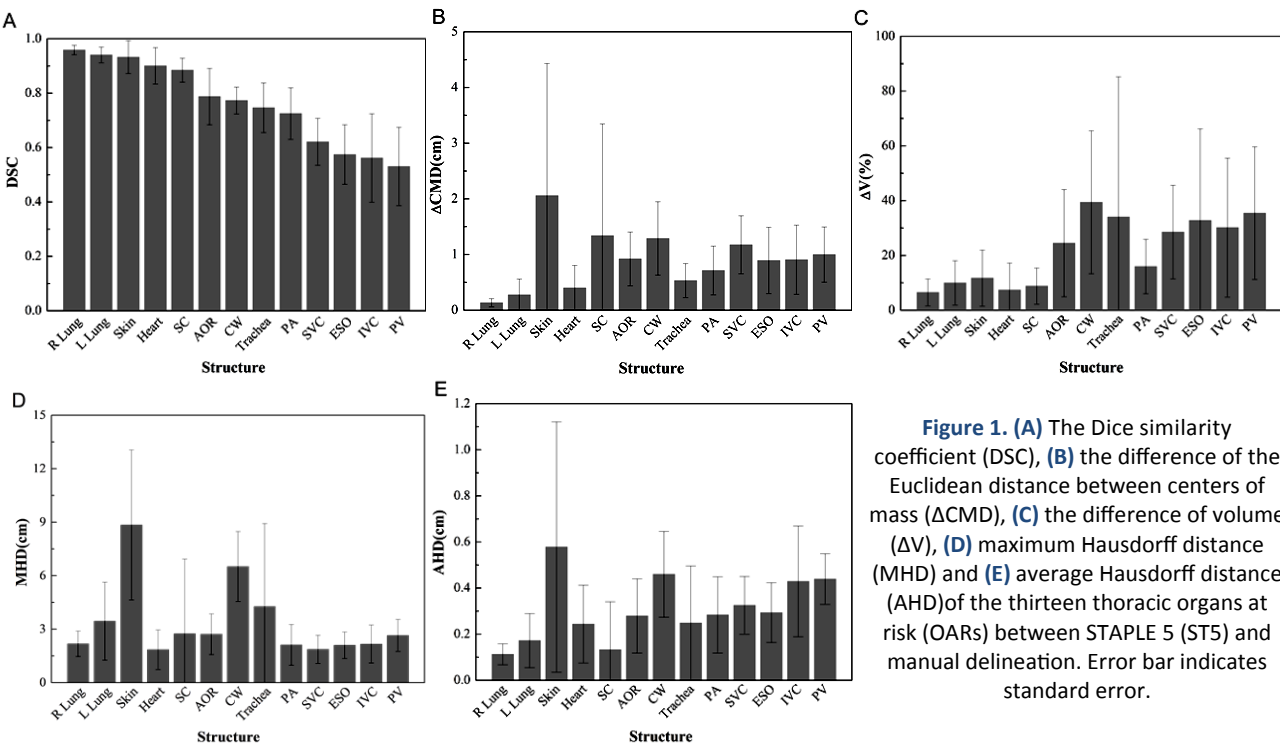 A
1.0
0.8
0.6
0.4
0.2
0.0
DSC
R Lung
L Lung
Skin
Heart
SC
AOR
CW
Trachea
PA
SVC
ESO
IVC
PV
Structure
B
5
4
3
2
1
0
ΔCMD(cm)
R Lung
L Lung
Skin
Heart
SC
AOR
CW
Trachea
PA
SVC
ESO
IVC
PV
Structure
C
100
80
60
40
20
0
ΔV(%)
R Lung
L Lung
Skin
Heart
SC
AOR
CW
Trachea
PA
SVC
ESO
IVC
PV
Structure
D
15
12
9
6
3
0
MHD(cm)
R Lung
L Lung
Skin
Heart
SC
AOR
CW
Trachea
PA
SVC
ESO
IVC
PV
Structure
E
1.2
1.0
0.8
0.6
0.4
0.2
0.0
AHD(cm)
R Lung
L Lung
Skin
Heart
SC
AOR
CW
Trachea
PA
SVC
ESO
IVC
PV
Structure
Figure 1. (A) The Dice similarity
coefficient (DSC), (B) the difference of the
Euclidean distance between centers of
mass (ΔCMD), (C) the difference of volume
(ΔV), (D) maximum Hausdorff distance
(MHD) and (E) average Hausdorff distance
(AHD)of the thirteen thoracic organs at
risk (OARs) between STAPLE 5 (ST5) and
manual delineation. Error bar indicates
standard error.